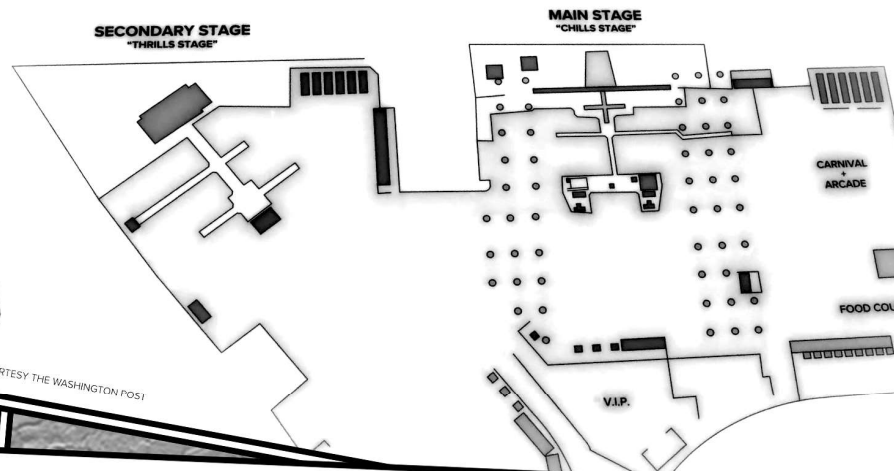 SECONDARY STAGE
"THRILLS STAGE"
MAIN STAGE
"CHILLS STAGE"
CARNIVAL
+
ARCADE
FOOD COU
V.I.P.
RTESY THE WASHINGTON POST